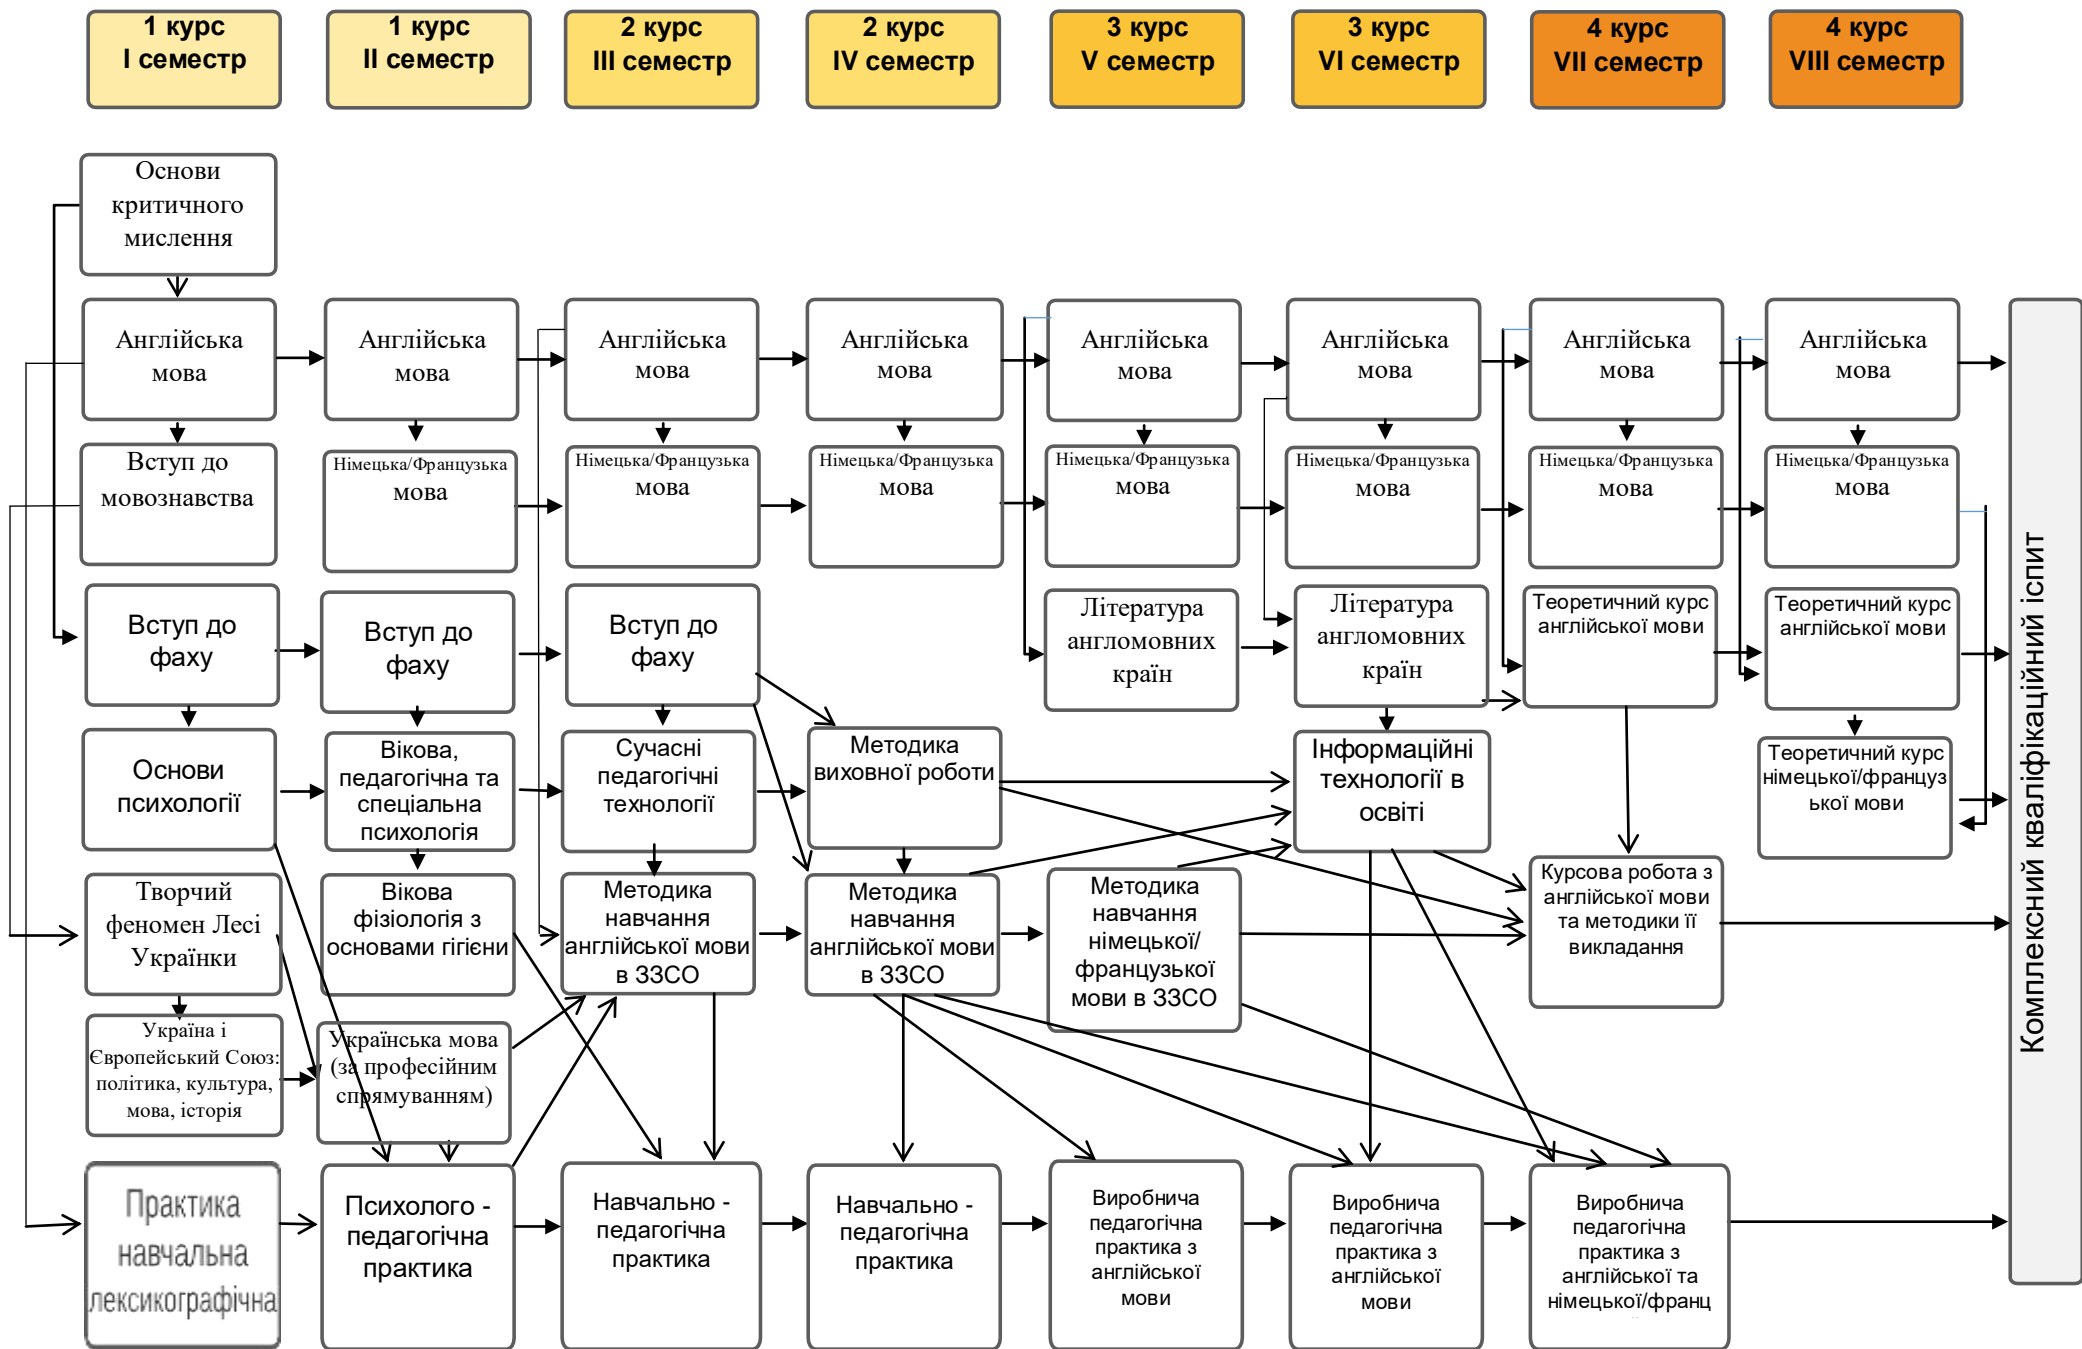 1 курс
I семестр
1 курс
II семестр
2 курс
III семестр
2 курс
IV семестр
3 курс
V семестр
3 курс
VI семестр
4 курс
VII семестр
4 курс
VIII семестр
Основи
критичного
мислення
Англійська
мова
Англійська
мова
Англійська
мова
Англійська
мова
Англійська
мова
Англійська
мова
Англійська
мова
Англійська
мова
Вступ до
мовознавства
Німецька/Французька
мова
Німецька/Французька
мова
Німецька/Французька
мова
Німецька/Французька
мова
Німецька/Французька
мова
Німецька/Французька
мова
Німецька/Французька
мова
Вступ до
фаху
Вступ до
фаху
Вступ до
фаху
Література
англомовних
країн
Література
англомовних
країн
Теоретичний курс
англійської мови
Теоретичний курс
англійської мови
Основи
психології
Вікова,
педагогічна та
спеціальна
психологія
Сучасні
педагогічні
технології
Методика
виховної роботи
Інформаційні
технології в
освіті
Теоретичний курс
німецької/француз
ької мови
Творчий
феномен Лесі
Українки
Вікова
фізіологія з
основами гігієни
Методика
навчання
англійської мови
в ЗЗСО
Методика
навчання
англійської мови
в ЗЗСО
Методика
навчання
німецької/
французької
мови в ЗЗСО
Курсова робота з
англійської мови
та методики її
викладання
Україна і
Європейський Союз:
політика, культура,
мова, історія
Українська мова
(за професійним
спрямуванням)
Практика
навчальна
лексикографічна
Психолого -
педагогічна
практика
Навчально -
педагогічна
практика
Навчально -
педагогічна
практика
Виробнича
педагогічна
практика з
англійської
мови
Виробнича
педагогічна
практика з
англійської
мови
Виробнича
педагогічна
практика з
англійської та
німецької/франц
Комплексний кваліфікаційний іспит